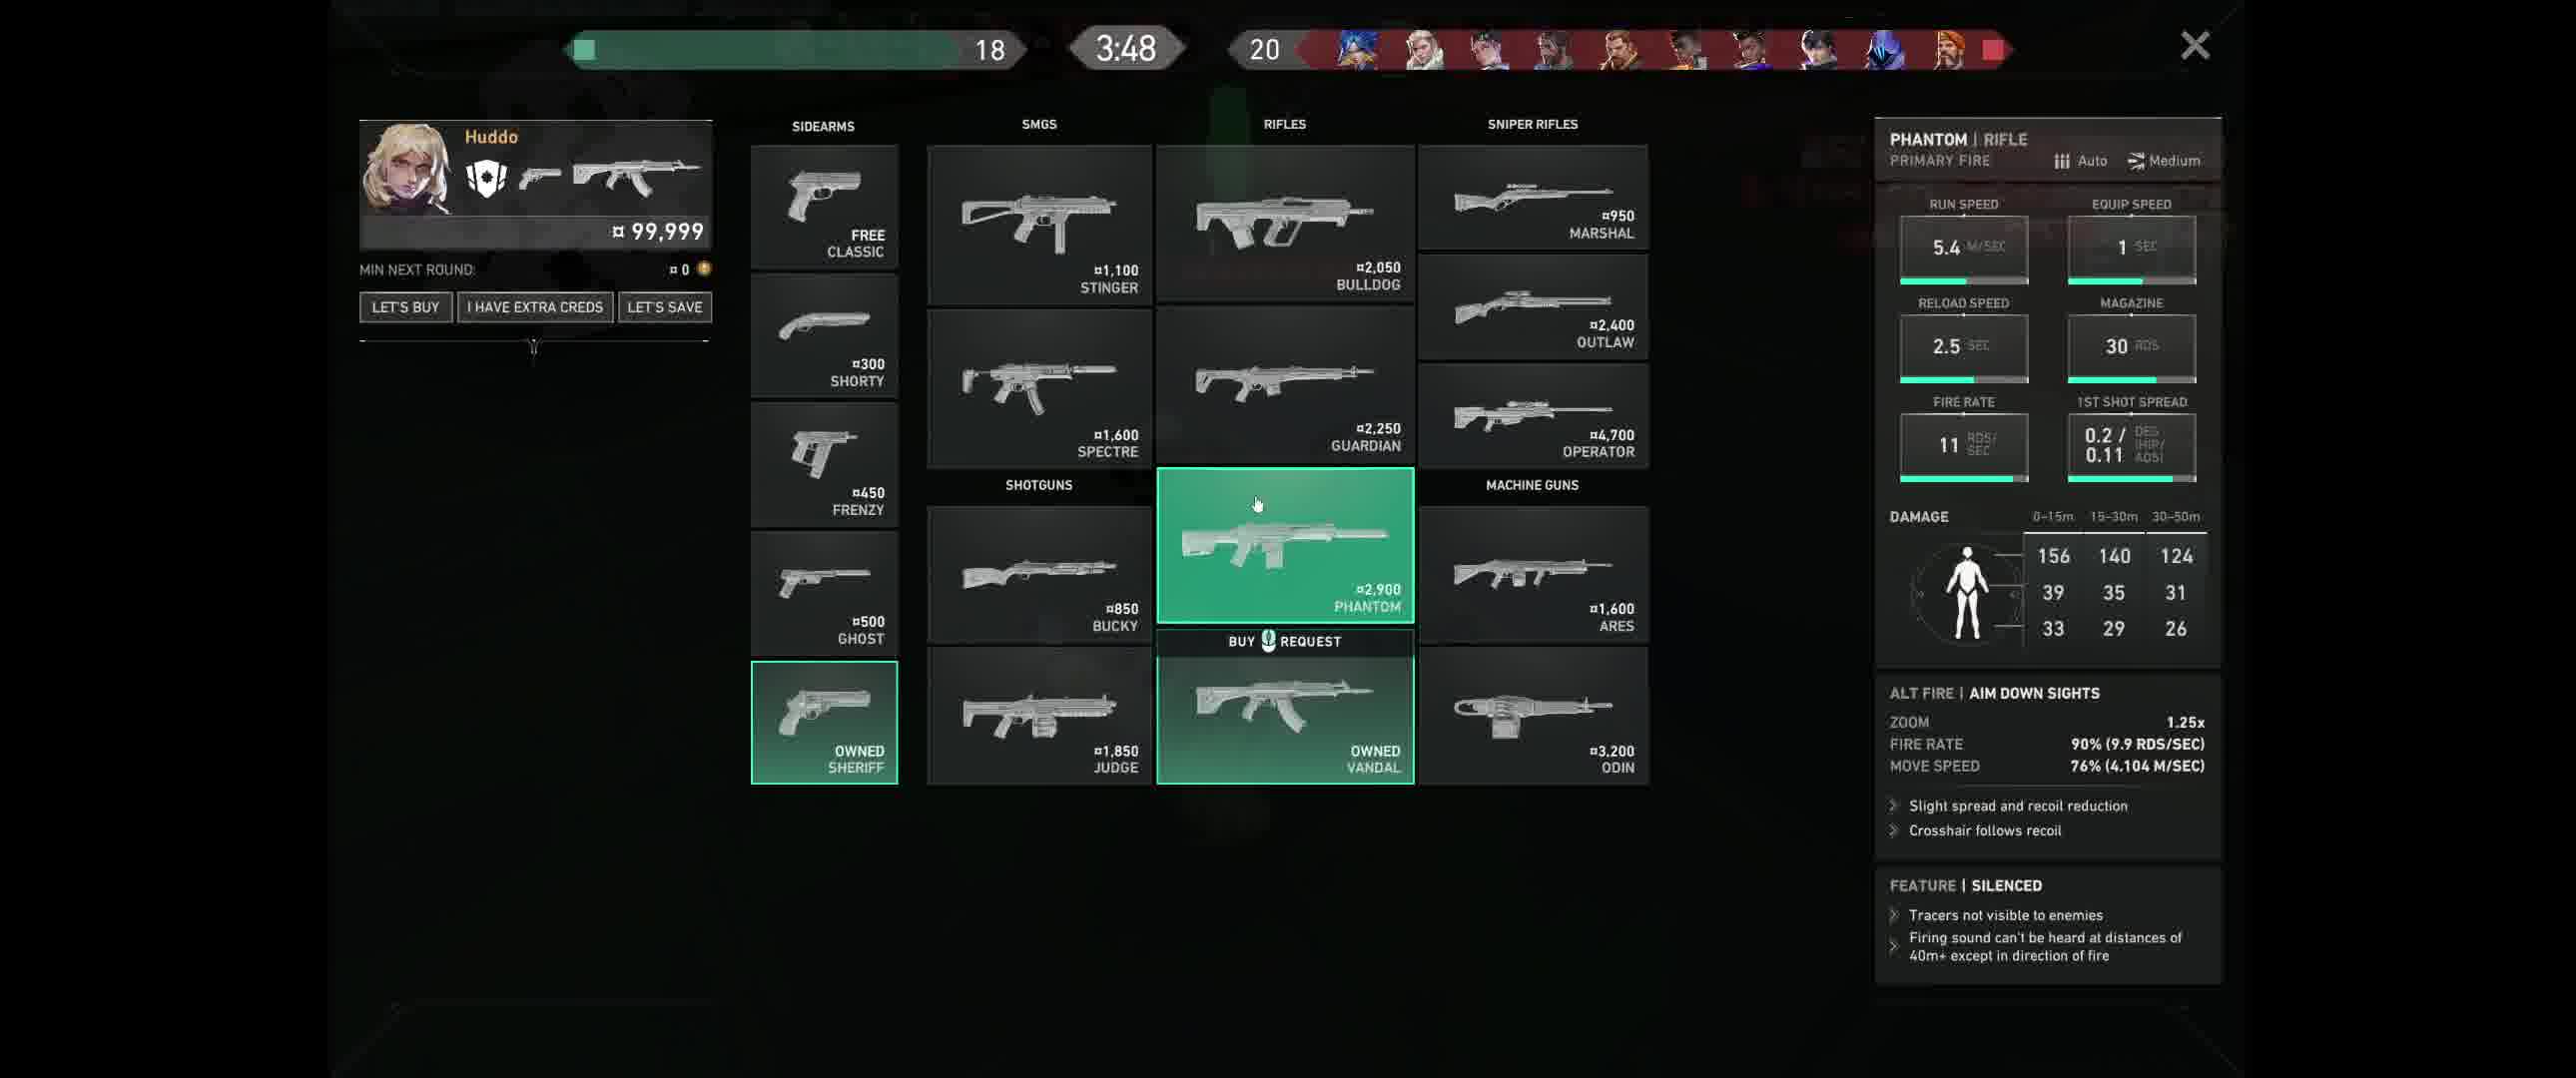 18
3:48
20
Huddo
¤ 99,999
MIN NEXT ROUND:
¤ 0
LET'S BUY
I HAVE EXTRA CREDS
LET'S SAVE
SIDEARMS
FREE
CLASSIC
¤300
SHORTY
¤450
FRENZY
¤500
GHOST
OWNED
SHERIFF
SMGS
¤1,100
STINGER
¤1,600
SPECTRE
SHOTGUNS
¤850
BUCKY
¤1,850
JUDGE
RIFLES
¤2,050
BULLDOG
¤2,250
GUARDIAN
¤2,900
PHANTOM
BUY REQUEST
OWNED
VANDAL
SNIPER RIFLES
¤950
MARSHAL
¤2,400
OUTLAW
¤4,700
OPERATOR
MACHINE GUNS
¤1,600
ARES
¤3,200
ODIN
PHANTOM | RIFLE
PRIMARY FIRE Auto Medium
RUN SPEED EQUIP SPEED
5.4 M/SEC 1 SEC
RELOAD SPEED MAGAZINE
2.5 SEC 30 RDS
FIRE RATE 1ST SHOT SPREAD
11 RDS/SEC 0.2 / 0.11 DEG (HIP/ADS)
DAMAGE 0-15m 15-30m 30-50m
156 140 124
39 35 31
33 29 26
ALT FIRE | AIM DOWN SIGHTS
ZOOM 1.25x
FIRE RATE 90% (9.9 RDS/SEC)
MOVE SPEED 76% (4.104 M/SEC)
Slight spread and recoil reduction
Crosshair follows recoil
FEATURE | SILENCED
Tracers not visible to enemies
Firing sound can't be heard at distances of
40m+ except in direction of fire